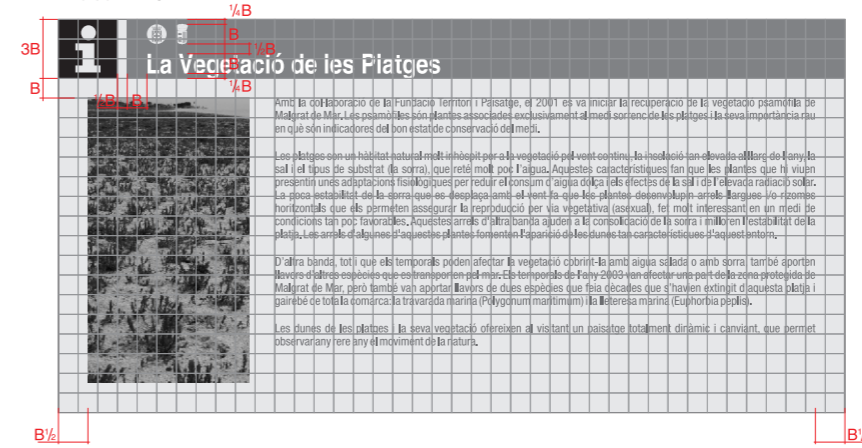 ¼B
3B
B
½B
B
La Vegetació de les Platges
¼B
B
½B
B
Amb la col·laboració de la Fundació Territori i Paisatge, el 2001 es va iniciar la recuperació de la vegetació psamòfila de
Malgrat de Mar. Les psamòfiles són plantes associades exclusivament al medi sorrenc de les platges i la seva importància rau
en què són indicadores del bon estat de conservació del medi.
Les platges son un hàbitat natural molt inhòspit per a la vegetació pel vent continu, la insolació tan elevada al llarg de l'any, la
sal i el tipus de substrat (la sorra), que reté molt poc l'aigua. Aquestes característiques fan que les plantes que hi viuen
presentin unes adaptacions fisiològiques per reduir el consum d'aigua dolça i els efectes de la sal i de l'elevada radiació solar.
La poca estabilitat de la sorra que es desplaça amb el vent fa que les plantes desenvolupin arrels llargues i/o rizomes
horitzontals que els permeten assegurar la reproducció per via vegetativa (asexual), fet molt interessant en un medi de
condicions tan poc favorables. Aquestes arrels d'altra banda ajuden a la consolidació de la sorra i milloren l'estabilitat de la
platja. Les arrels d'algunes d'aquestes plantes fomenten l'aparició de les dunes tan característiques d'aquest entorn.
D'altra banda, tot i que els temporals poden afectar la vegetació cobrint-la amb aigua salada o amb sorra, també aporten
llavors d'altres espècies que es transporten pel mar. Els temporals de l'any 2003 van afectar una part de la zona protegida de
Malgrat de Mar, però també van aportar llavors de dues espècies que feia dècades que s'havien extingit d'aquesta platja i
gairebé de tota la comarca: la travarada marina (Polygonum maritimum) i la lleteresa marina (Euphorbia peplis).
Les dunes de les platges i la seva vegetació ofereixen al visitant un paisatge totalment dinàmic i canviant, que permet
observar any rere any el moviment de la natura.
B½